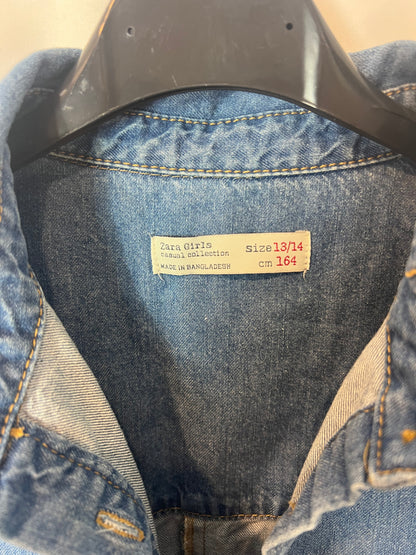 Zara Girls size 13/14
casual collection
MADE IN BANGLADESH cm 164